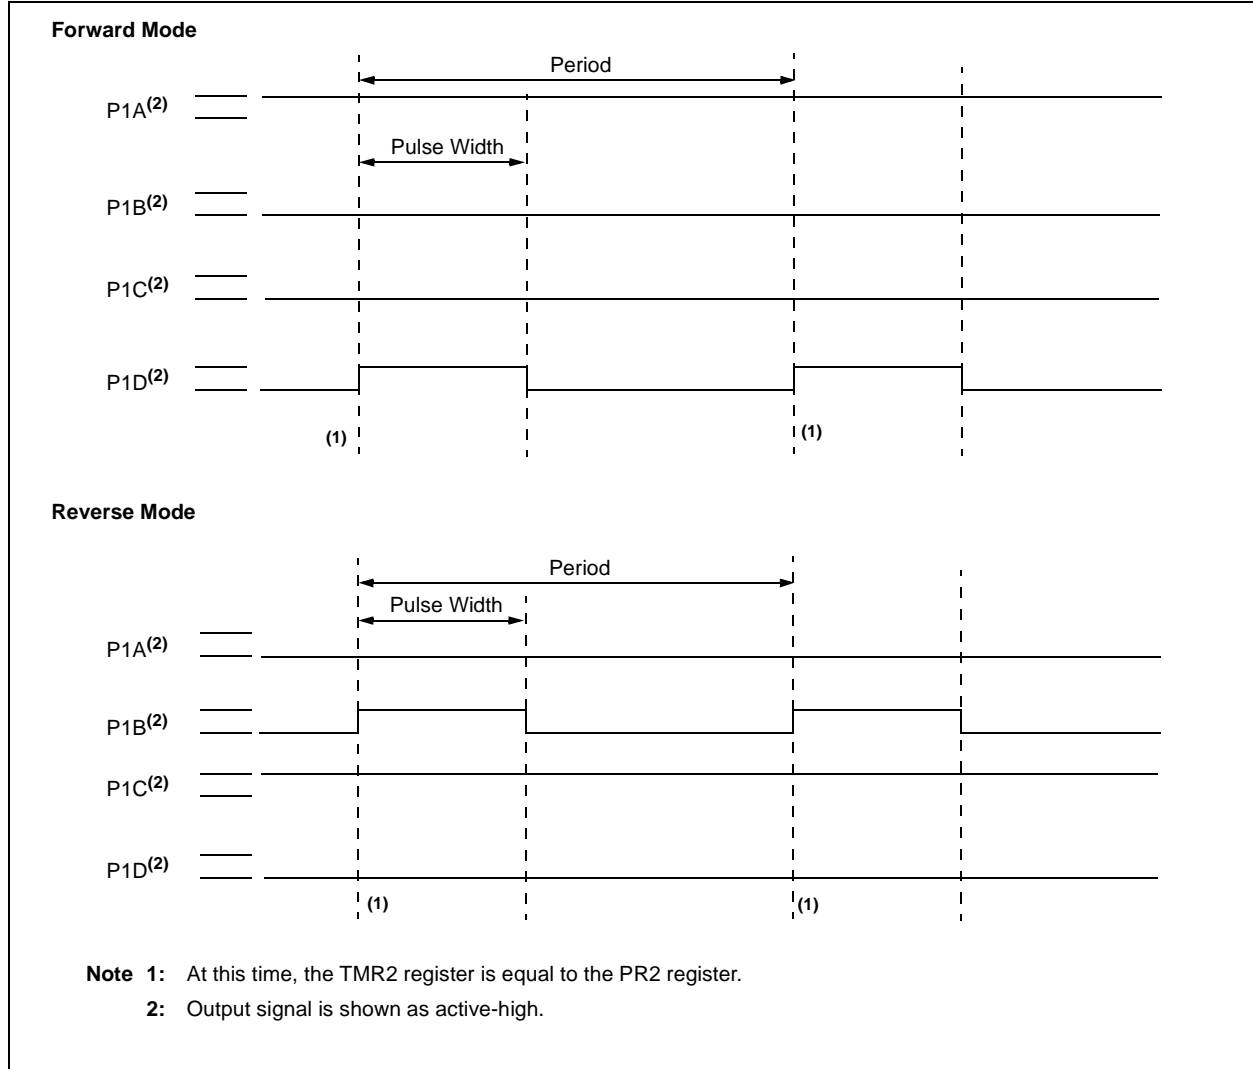 Forward Mode
Period
P1A(2)
Pulse Width
P1B(2)
P1C(2)
P1D(2)
(1) (1)
Reverse Mode
Period
Pulse Width
P1A(2)
P1B(2)
P1C(2)
P1D(2)
(1) (1)
Note 1: At this time, the TMR2 register is equal to the PR2 register.
2: Output signal is shown as active-high.